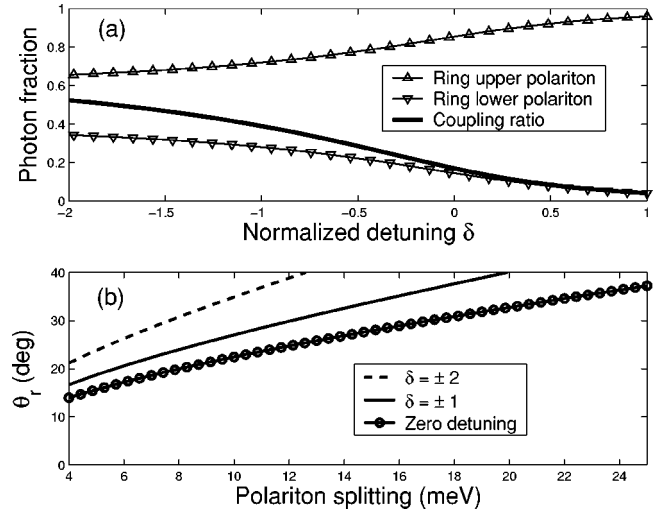 1
(a)
0.8
Ring upper polariton
Ring lower polariton
Coupling ratio
0.6
0.4
0.2
0
Photon fraction
-2 -1.5 -1 -0.5 0 0.5 1
Normalized detuning δ
40
(b)
30
20
10
0
θr (deg)
δ = ± 2
δ = ± 1
Zero detuning
4 6 8 10 12 14 16 18 20 22 24
Polariton splitting (meV)